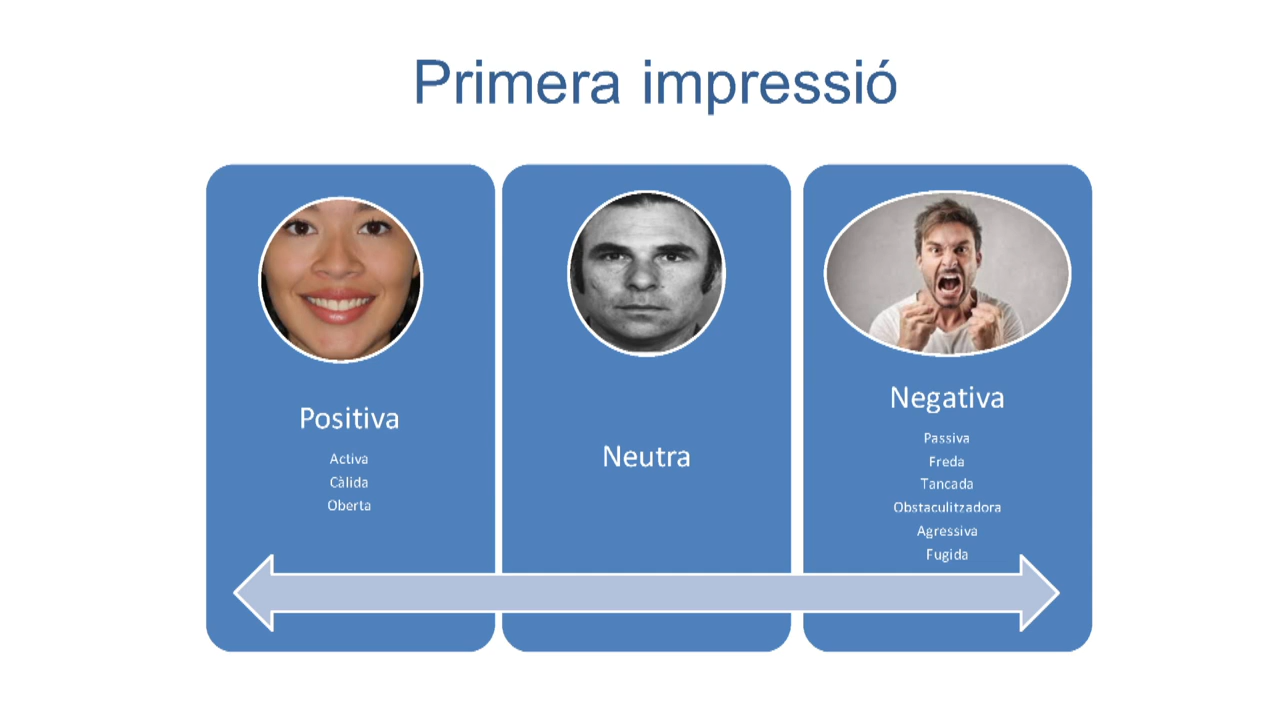 Primera impressió
Positiva
Activa
Càlida
Oberta
Neutra
Negativa
Passiva
Freda
Tancada
Obstaculitzadora
Agressiva
Fugida